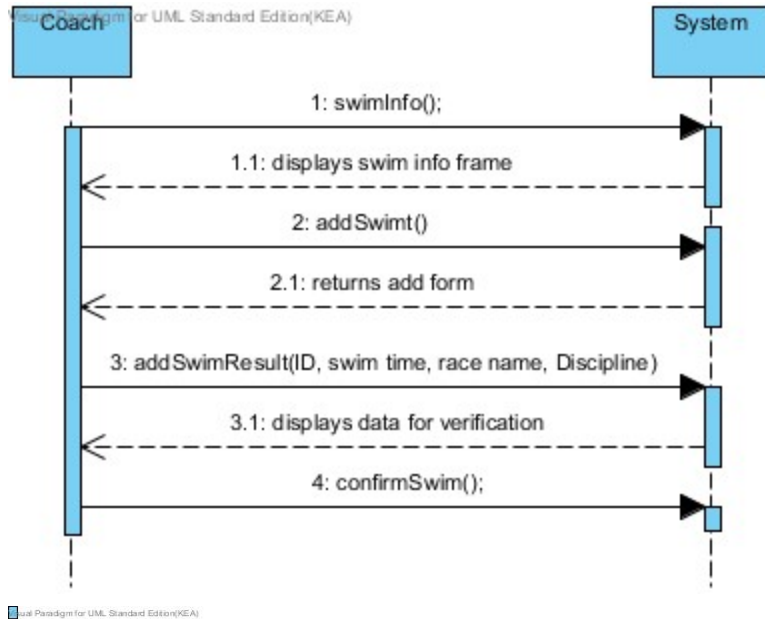 Visual Paradigm for UML Standard Edition(KEA)
Coach
System
1: swimInfo();
1.1: displays swim info frame
2: addSwimt()
2.1: returns add form
3: addSwimResult(ID, swim time, race name, Discipline)
3.1: displays data for verification
4: confirmSwim();
Visual Paradigm for UML Standard Edition(KEA)